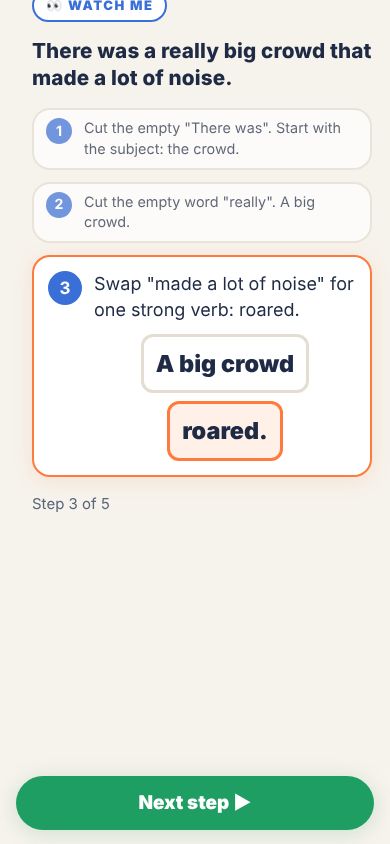 👀 WATCH ME
There was a really big crowd that
made a lot of noise.
1 Cut the empty "There was". Start with
the subject: the crowd.
2 Cut the empty word "really". A big
crowd.
3 Swap "made a lot of noise" for
one strong verb: roared.
A big crowd
roared.
Step 3 of 5
Next step ▶